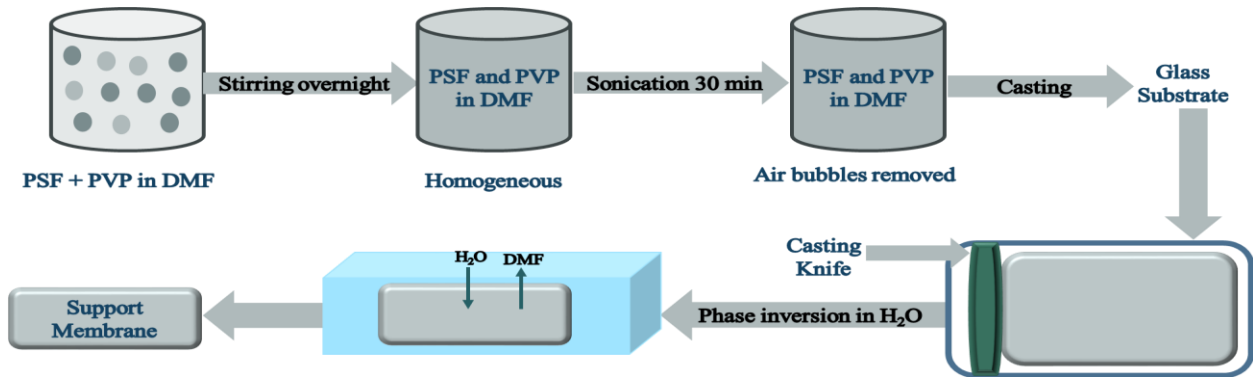 Stirring overnight
PSF and PVP
in DMF
Sonication 30 min
PSF and PVP
in DMF
Casting
Glass
Substrate
PSF + PVP in DMF
Homogeneous
Air bubbles removed
Casting
Knife
H₂O
DMF
Phase inversion in H₂O
Support
Membrane